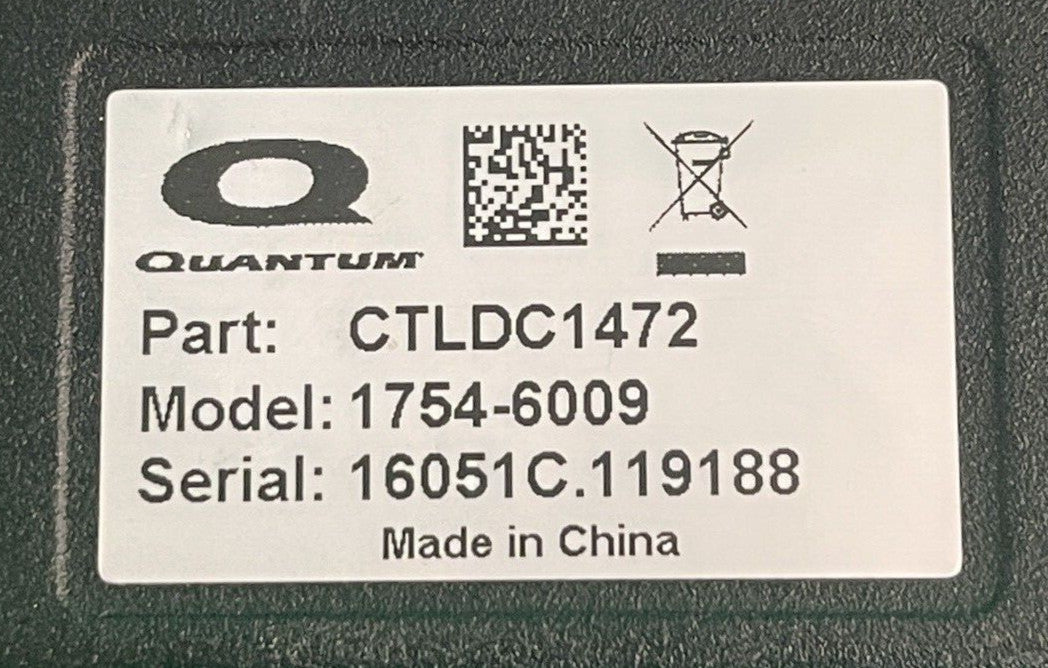 QUANTUM
Part: CTLDC1472
Model: 1754-6009
Serial: 16051C.119188
Made in China